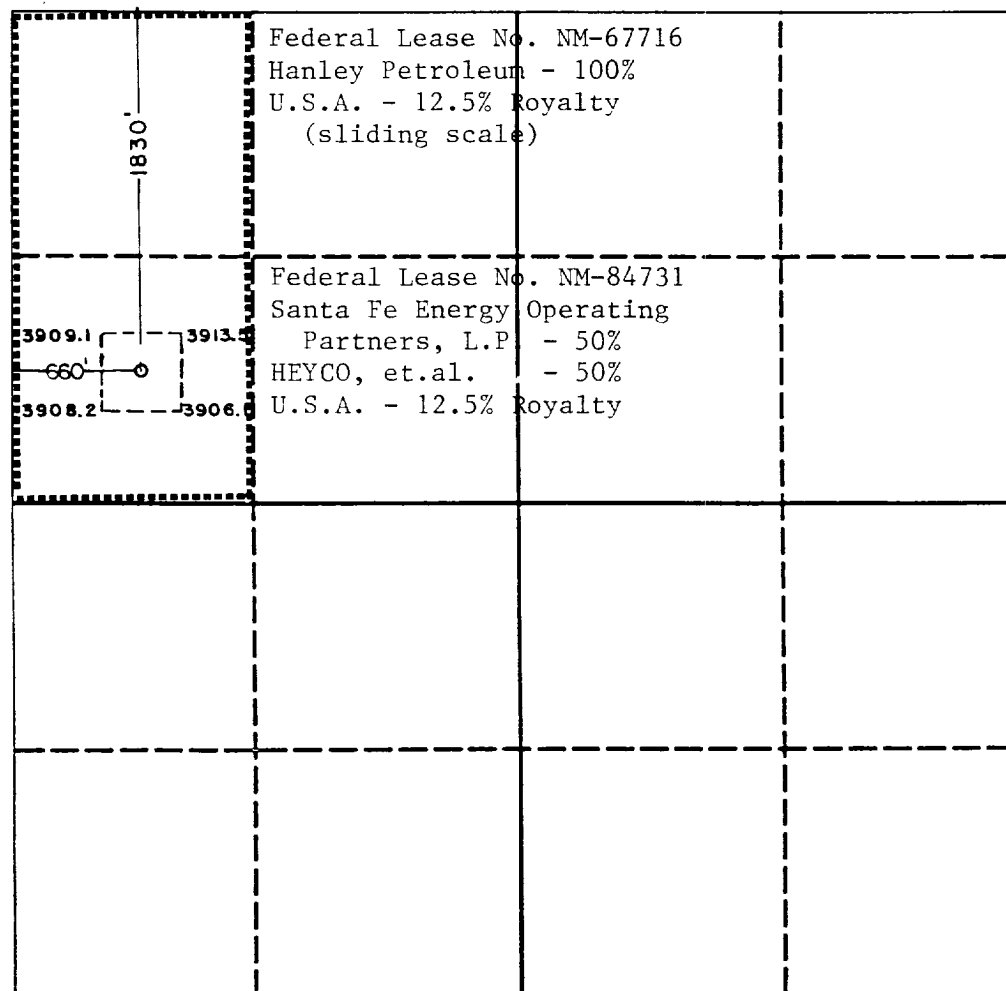 Federal Lease No. NM-67716
Hanley Petroleum - 100%
U.S.A. - 12.5% Royalty
(sliding scale)
1830'
Federal Lease No. NM-84731
Santa Fe Energy Operating
Partners, L.P. - 50%
HEYCO, et.al. - 50%
U.S.A. - 12.5% Royalty
3909.1 3913.5
660'
3908.2